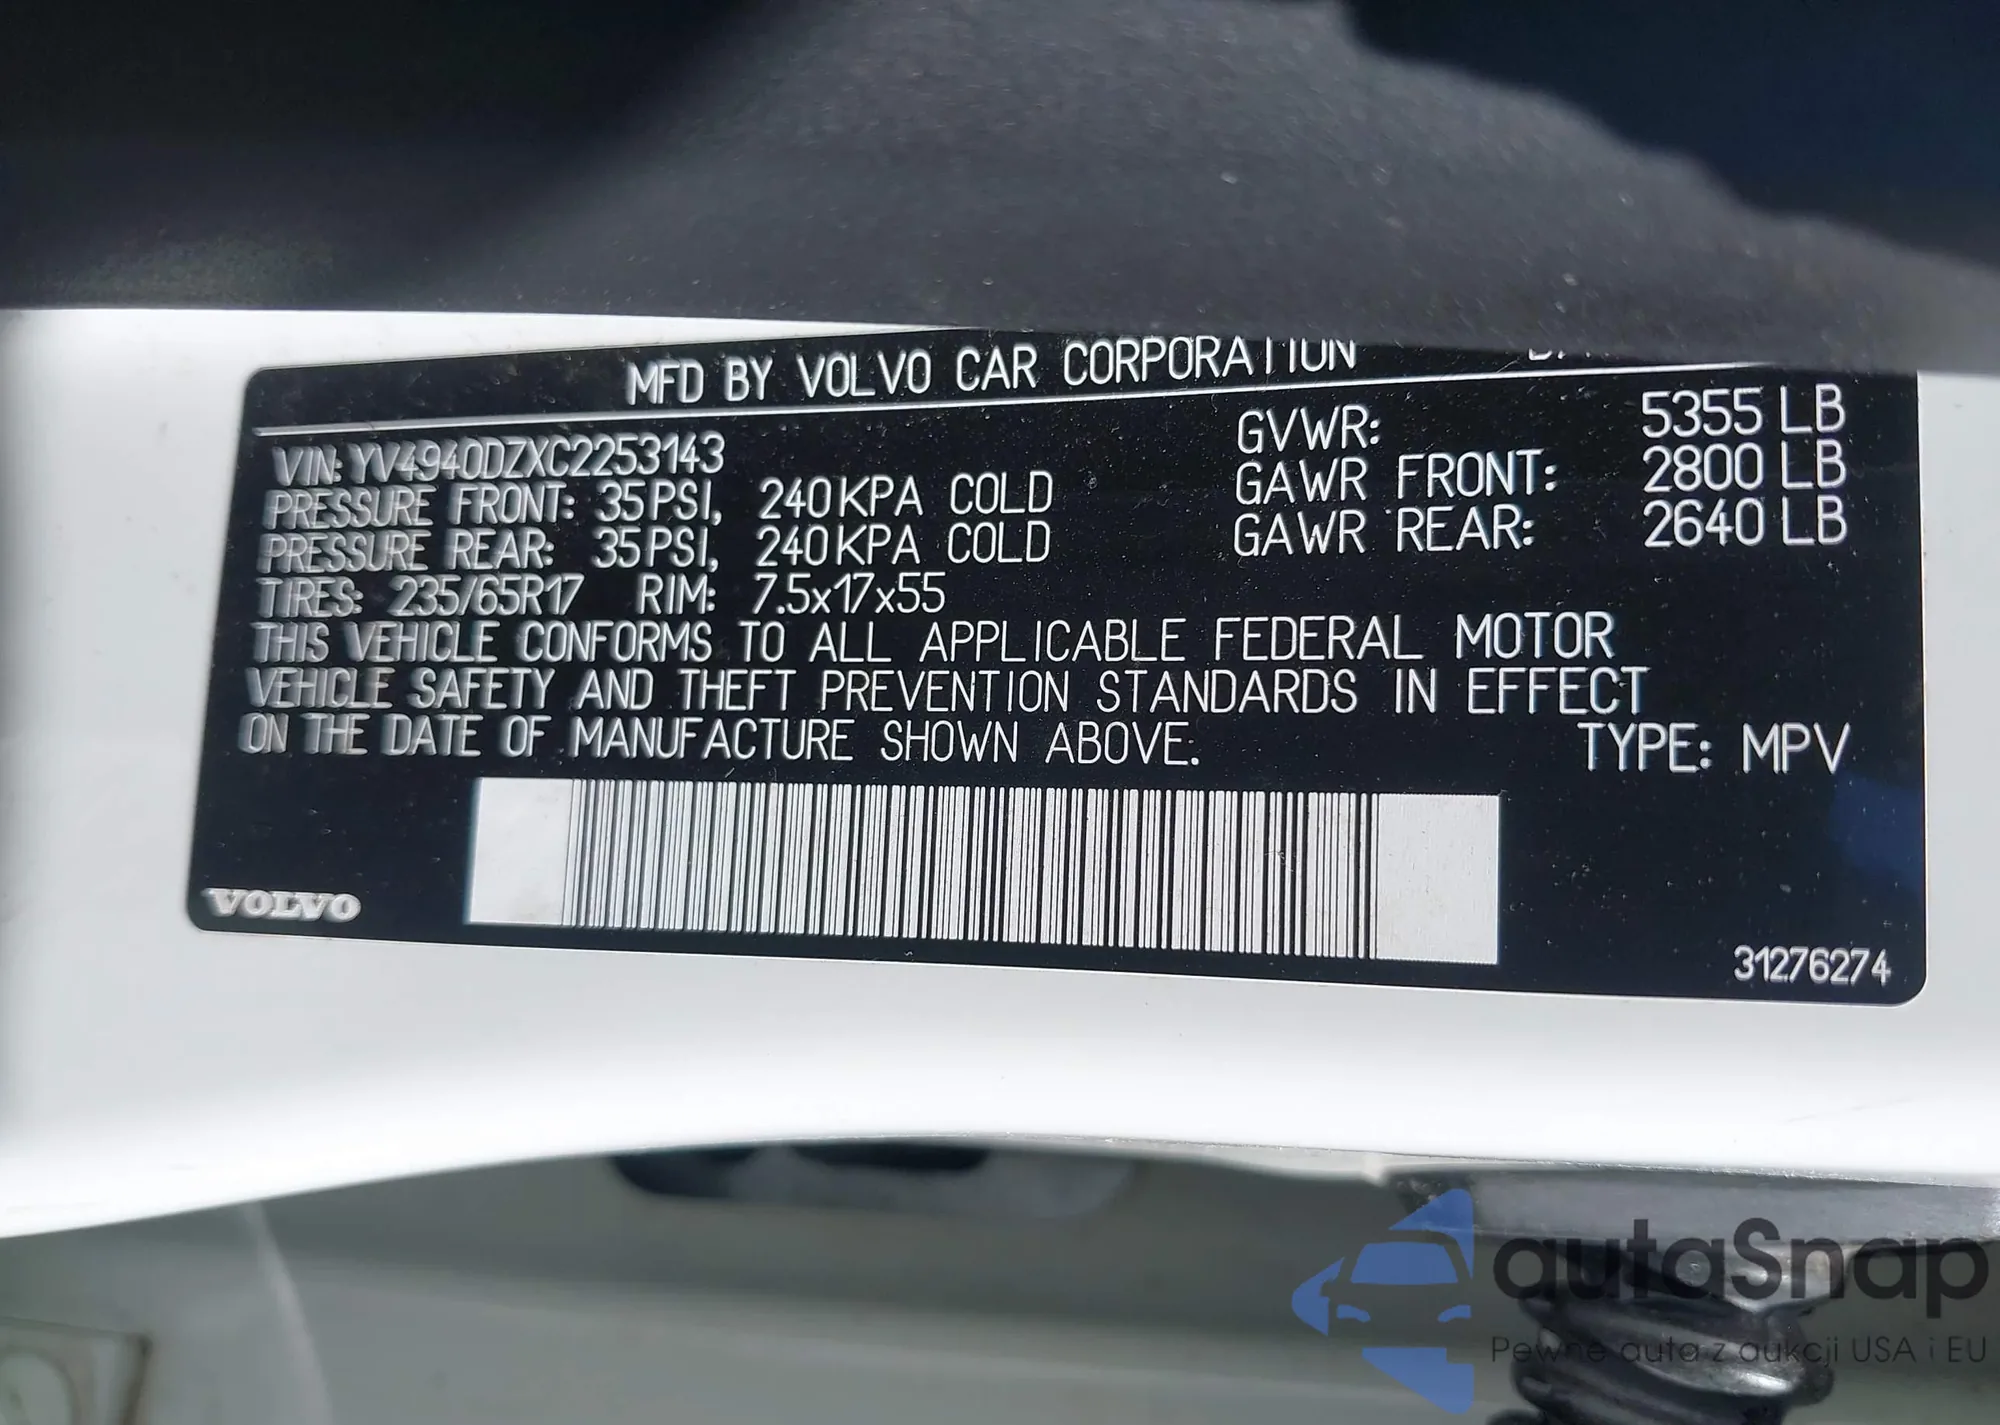 MFD BY VOLVO CAR CORPORATION
VIN: YV4940DZXC2253143
PRESSURE FRONT: 35PSI, 240KPA COLD
PRESSURE REAR: 35PSI, 240KPA COLD
TIRES: 235/65R17 RIM: 7.5x17x55
GVWR: 5355 LB
GAWR FRONT: 2800 LB
GAWR REAR: 2640 LB
THIS VEHICLE CONFORMS TO ALL APPLICABLE FEDERAL MOTOR
VEHICLE SAFETY AND THEFT PREVENTION STANDARDS IN EFFECT
ON THE DATE OF MANUFACTURE SHOWN ABOVE.
TYPE: MPV
VOLVO
31276274
autaSnap
Pewne auta z aukcji USA i EU